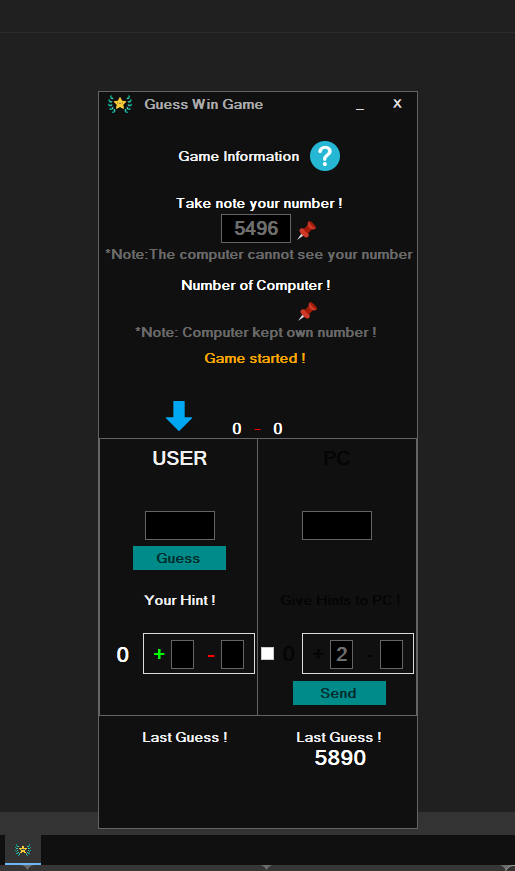 Guess Win Game _ X
Game Information ?
Take note your number !
5496
*Note:The computer cannot see your number
Number of Computer !
*Note: Computer kept own number !
Game started !
0 - 0
USER PC
Guess
Your Hint ! Give Hints to PC !
0 + - 0 + 2 -
Send
Last Guess ! Last Guess !
5890